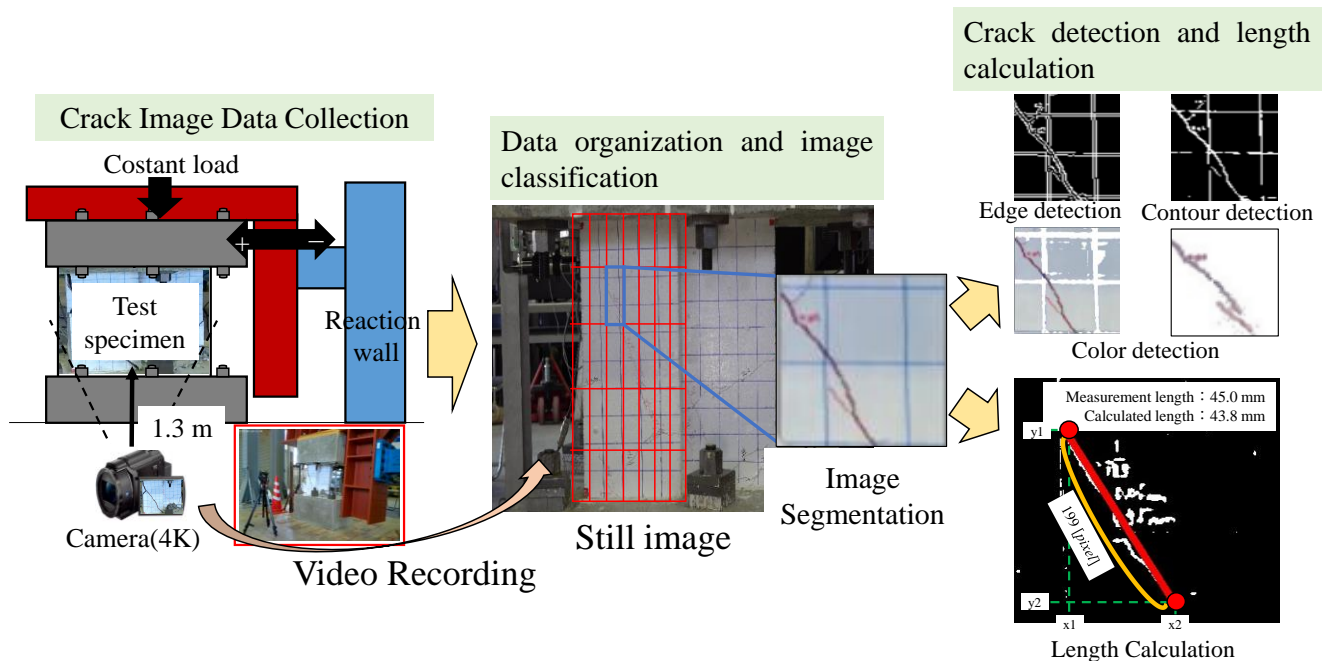 Crack Image Data Collection
Costant load
+
−
Test
specimen
Reaction
wall
1.3 m
Camera(4K)
Video Recording
Data organization and image
classification
Still image
Image
Segmentation
Crack detection and length
calculation
Edge detection
Contour detection
Color detection
Measurement length：45.0 mm
Calculated length：43.8 mm
y1
199 [pixel]
y2
x1
x2
Length Calculation